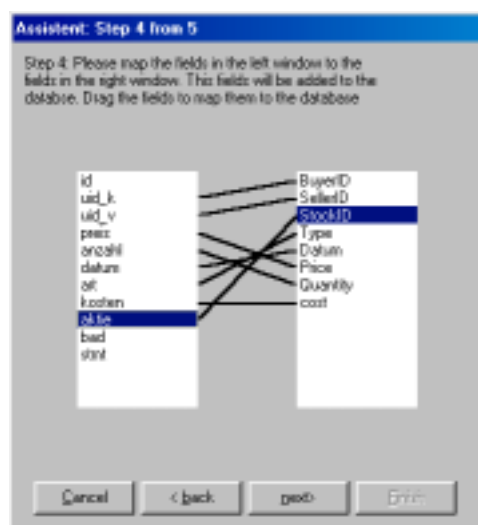 Assistent: Step 4 from 5
Step 4: Please map the fields in the left window to the
fields in the right window. This fields will be added to the
databse. Drag the fields to map them to the database
id
uid_k
uid_v
preis
anzahl
datum
art
kosten
aktie
bad
stmt
BuyerID
SellerID
StockID
Type
Datum
Price
Quantity
cost
Cancel
< back
next>
Finish